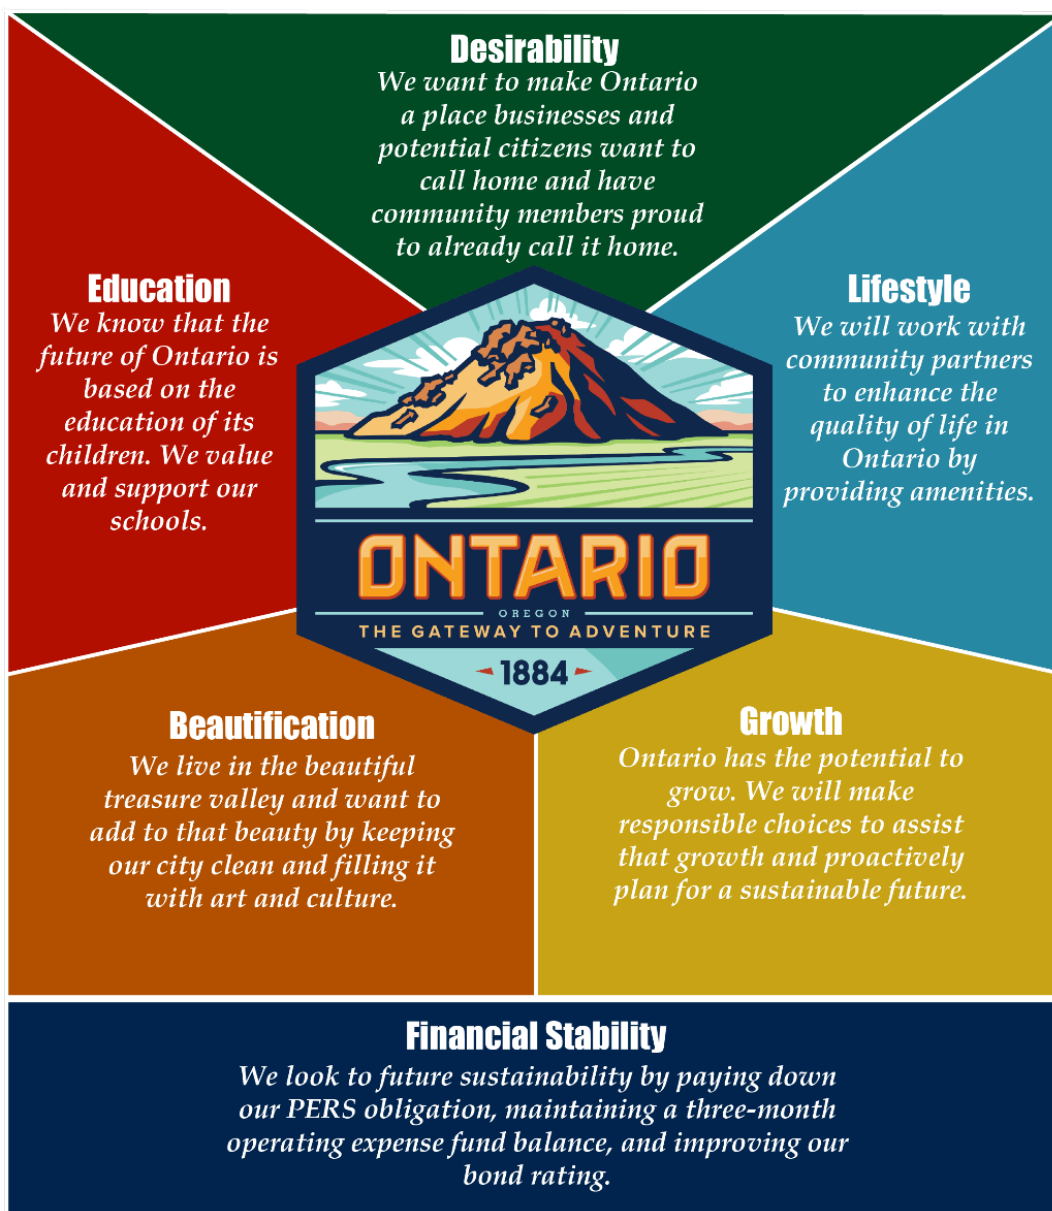 Desirability
We want to make Ontario
a place businesses and
potential citizens want to
call home and have
community members proud
to already call it home.
Education
We know that the
future of Ontario is
based on the
education of its
children. We value
and support our
schools.
Lifestyle
We will work with
community partners
to enhance the
quality of life in
Ontario by
providing amenities.
ONTARIO
OREGON
THE GATEWAY TO ADVENTURE
1884
Beautification
We live in the beautiful
treasure valley and want to
add to that beauty by keeping
our city clean and filling it
with art and culture.
Growth
Ontario has the potential to
grow. We will make
responsible choices to assist
that growth and proactively
plan for a sustainable future.
Financial Stability
We look to future sustainability by paying down
our PERS obligation, maintaining a three-month
operating expense fund balance, and improving our
bond rating.